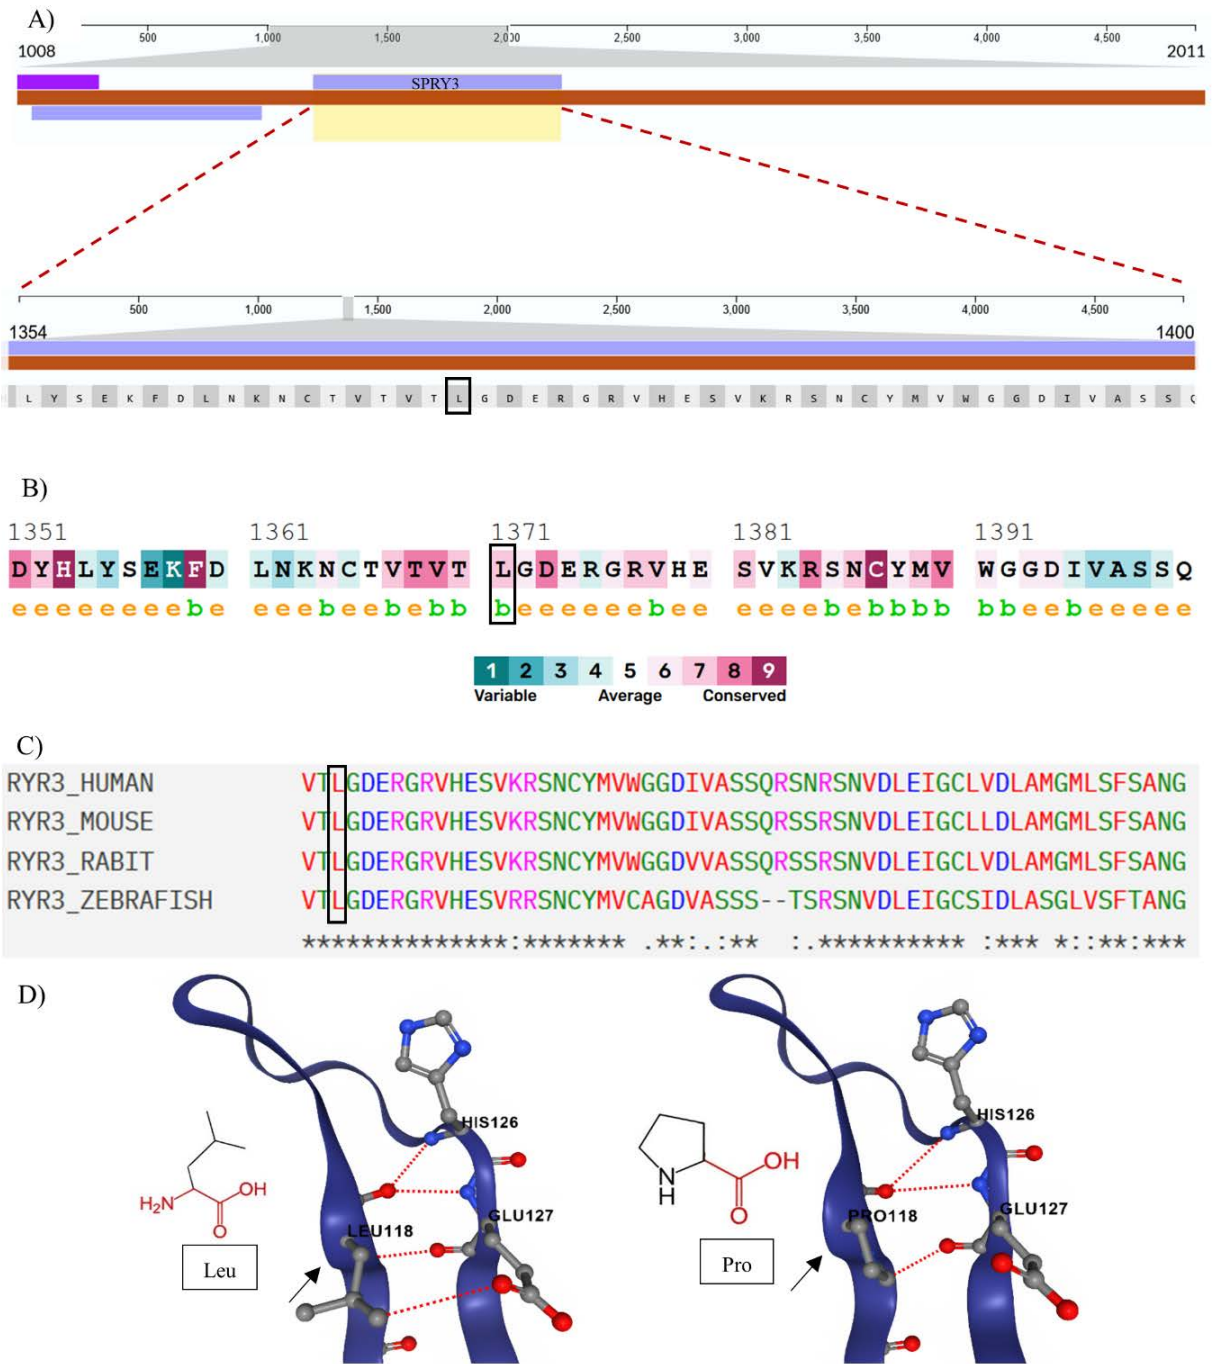 A)
500 1,000 1,500 2,000 2,500 3,000 3,500 4,000 4,500
1008 2011
SPRY3
500 1,000 1,500 2,000 2,500 3,000 3,500 4,000 4,500
1354 1400
L Y S E K F D L N K N C T V T V T L G D E R G R V H E S V K R S N C Y M V W G G D I V A S S Q
B)
1351 1361 1371 1381 1391
DYHLYSEKFD LNKNCTVTVT LGDERGRVHE SVKRSNCYMV WGGDIVASSQ
eeeeeeeebe eeebeebebb beeeeeebee eeeebebbbb bbeebeeeee
1 2 3 4 5 6 7 8 9
Variable Average Conserved
C)
RYR3_HUMAN VTLGDERGRVHESVKRSNCYMVWGGDIVASSQRSNRSNVDLEIGCLVDLAMGMLSFSANG
RYR3_MOUSE VTLGDERGRVHESVKRSNCYMVWGGDIVASSQRSSRSNVDLEIGCLLDLAMGMLSFSANG
RYR3_RABIT VTLGDERGRVHESVKRSNCYMVWGGDVVASSQRSSRSNVDLEIGCLVDLAMGMLSFSANG
RYR3_ZEBRAFISH VTLGDERGRVHESVRRSNCYMVCAGDVASSS--TSRSNVDLEIGCSIDLASGLVSFTANG
**************:******* .**:.:** :.********** :*** *::**:***
D)
HIS126 HIS126
OH
H₂N OH
N
H
O O
LEU118 GLU127 PRO118 GLU127
Leu Pro